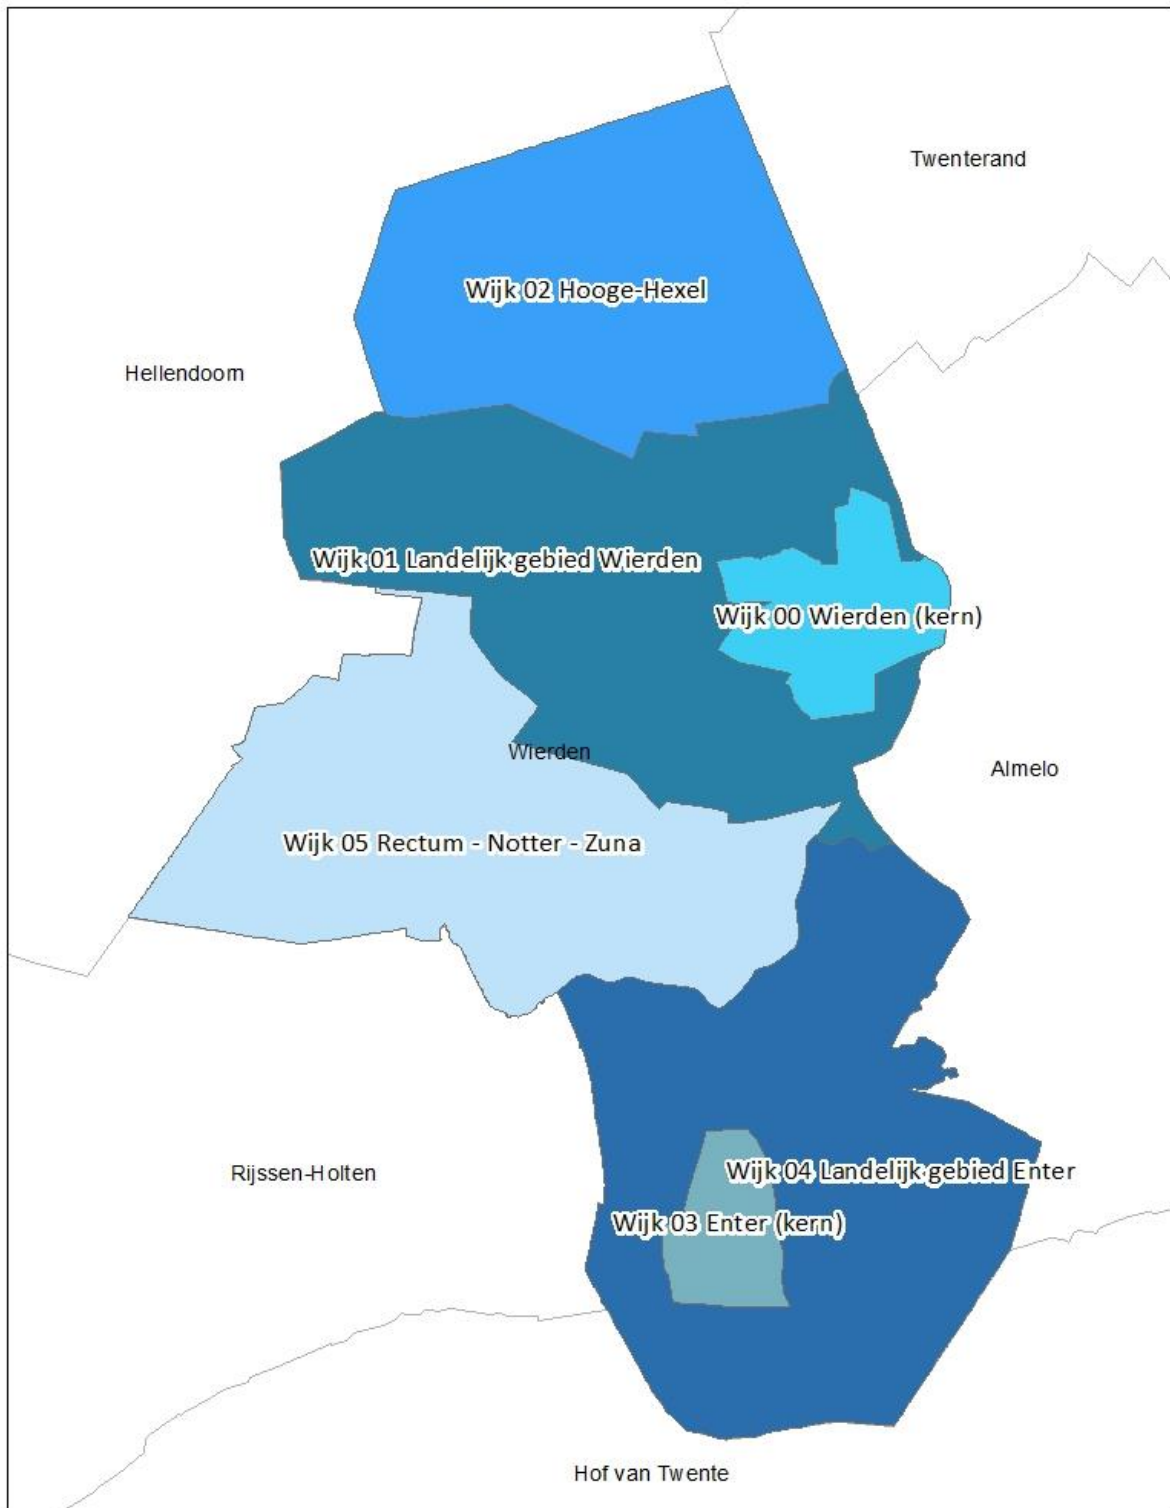 Twenterand
Wijk 02 Hooge-Hexel
Hellendoorn
Wijk 01 Landelijk gebied Wierden
Wijk 00 Wierden (kern)
Wierden
Almelo
Wijk 05 Rectum - Notter - Zuna
Rijssen-Holten
Wijk 04 Landelijk gebied Enter
Wijk 03 Enter (kern)
Hof van Twente